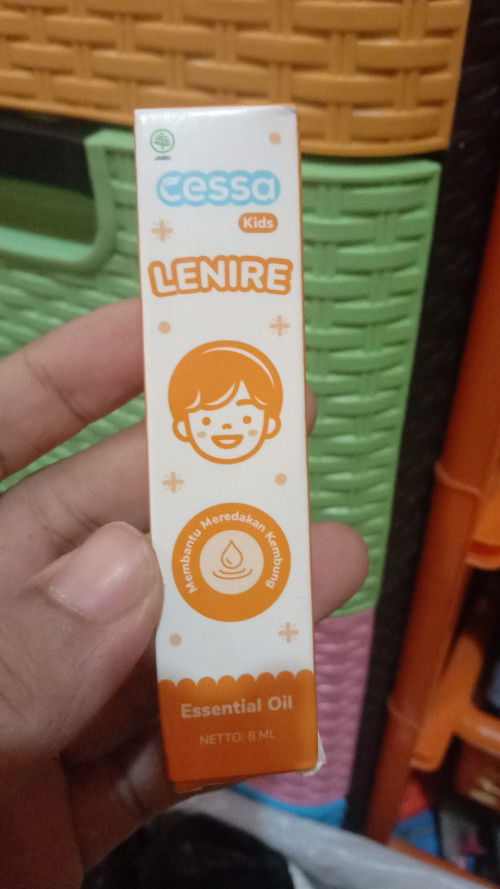 JAMU
cessa
Kids
LENIRE
Membantu Meredakan Kembung
Essential Oil
NETTO: 8 ML